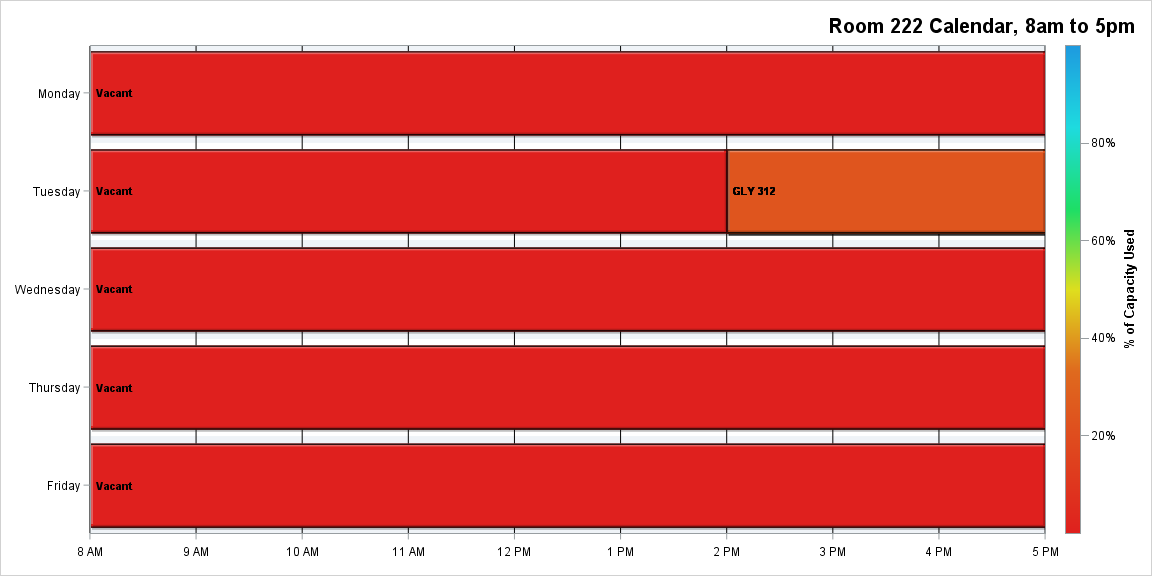 Room 222 Calendar, 8am to 5pm
Monday
Vacant
Tuesday
Vacant
GLY 312
Wednesday
Vacant
Thursday
Vacant
Friday
Vacant
8 AM 9 AM 10 AM 11 AM 12 PM 1 PM 2 PM 3 PM 4 PM 5 PM
80%
60%
40%
20%
% of Capacity Used